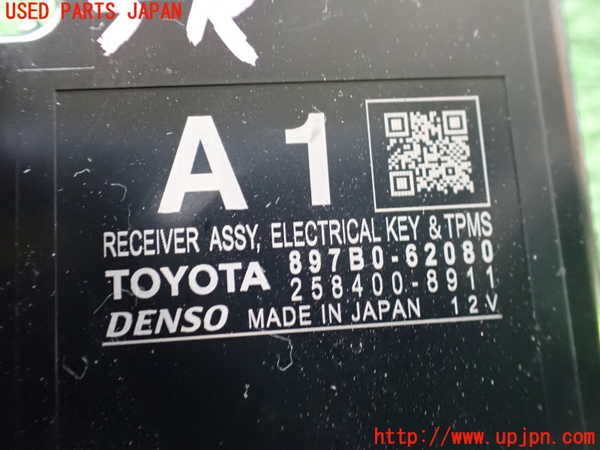 USED PARTS JAPAN
A 1
RECEIVER ASSY, ELECTRICAL KEY & TPMS
TOYOTA 897B0-62080
258400-8911
DENSO MADE IN JAPAN 12V
http://www.upjpn.com